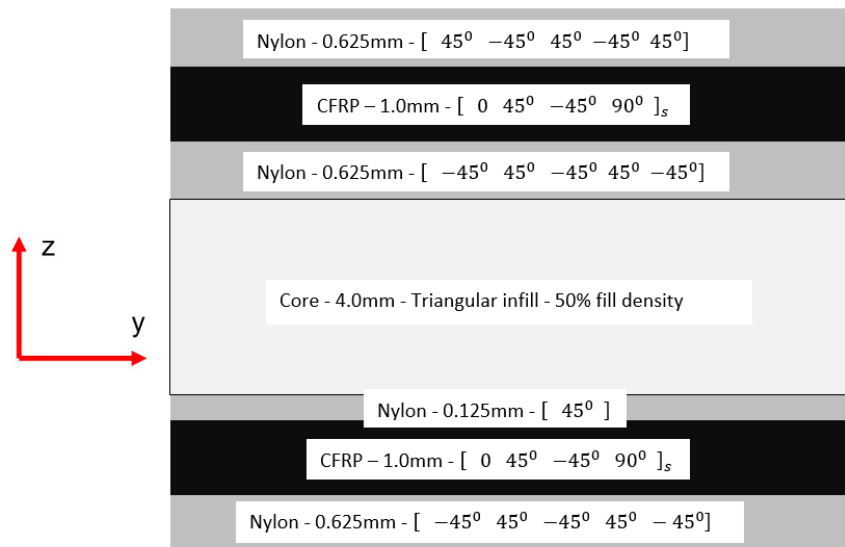 Nylon - 0.625mm - [ 45⁰ −45⁰ 45⁰ −45⁰ 45⁰]
CFRP – 1.0mm - [ 0 45⁰ −45⁰ 90⁰ ]ₛ
Nylon - 0.625mm - [ −45⁰ 45⁰ −45⁰ 45⁰ −45⁰]
z
Core - 4.0mm - Triangular infill - 50% fill density
y
Nylon - 0.125mm - [ 45⁰ ]
CFRP – 1.0mm - [ 0 45⁰ −45⁰ 90⁰ ]ₛ
Nylon - 0.625mm - [ −45⁰ 45⁰ −45⁰ 45⁰ − 45⁰]